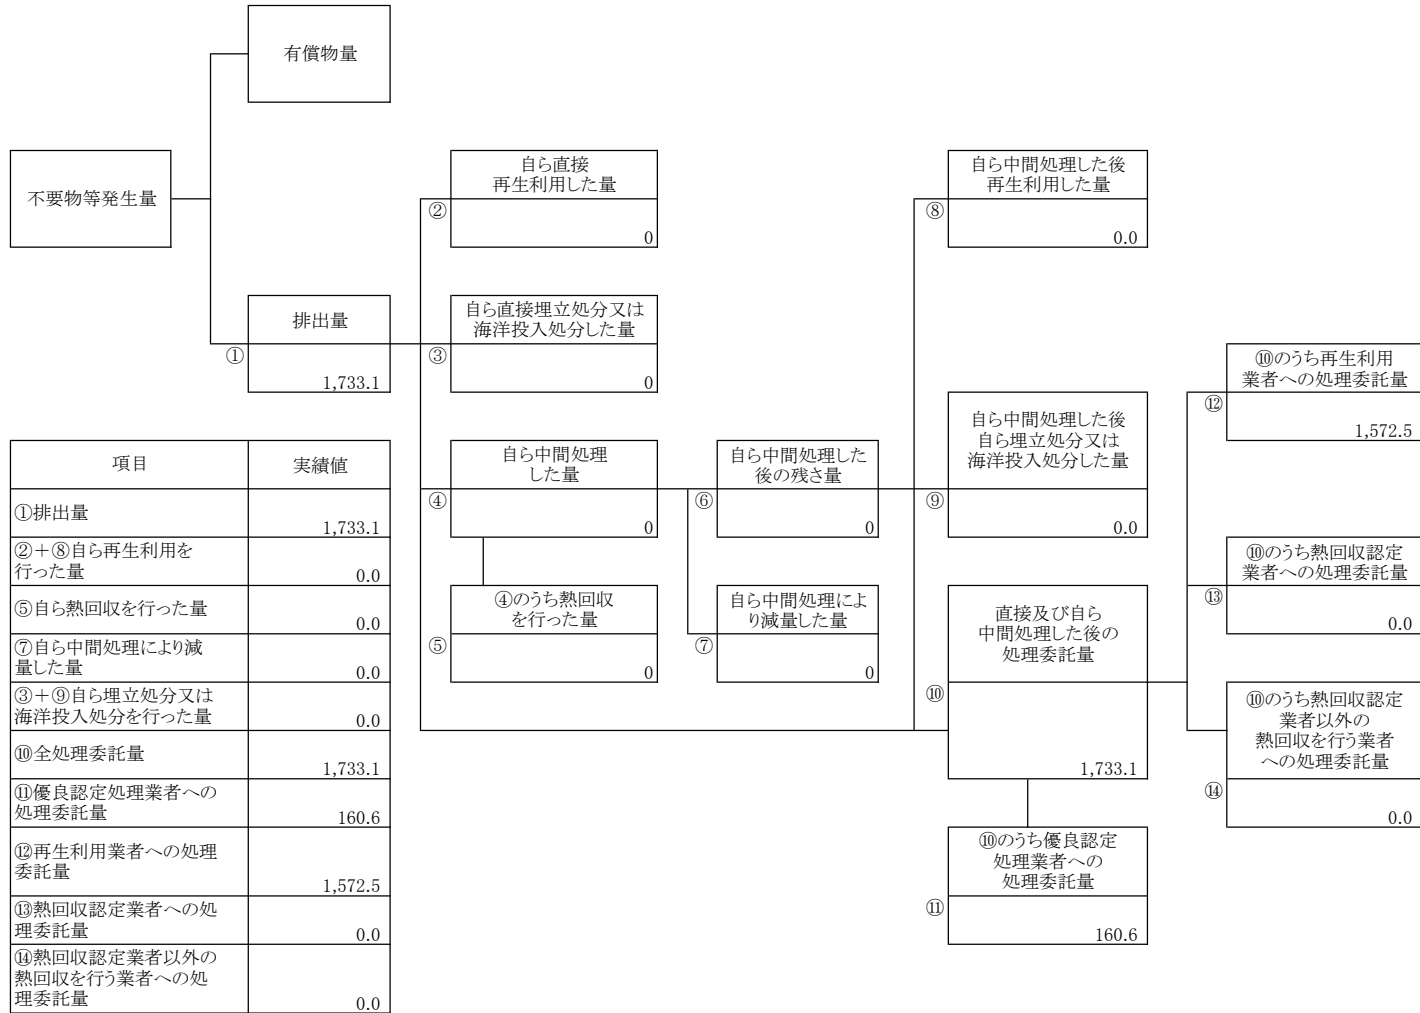 有償物量
不要物等発生量
自ら直接
再生利用した量
②
0
自ら中間処理した後
再生利用した量
⑧
0.0
排出量
①
1,733.1
自ら直接埋立処分又は
海洋投入処分した量
③
0
⑩のうち再生利用
業者への処理委託量
⑫
1,572.5
自ら中間処理
した量
④
0
自ら中間処理した
後の残さ量
⑥
0
自ら中間処理した後
自ら埋立処分又は
海洋投入処分した量
⑨
0.0
⑩のうち熱回収認定
業者への処理委託量
⑬
0.0
④のうち熱回収
を行った量
⑤
0
自ら中間処理によ
り減量した量
⑦
0
直接及び自ら
中間処理した後の
処理委託量
⑩
1,733.1
⑩のうち熱回収認定
業者以外の
熱回収を行う業者
への処理委託量
⑭
0.0
⑩のうち優良認定
処理業者への
処理委託量
⑪
160.6
項目 実績値
①排出量
1,733.1
②+⑧自ら再生利用を
行った量
0.0
⑤自ら熱回収を行った量
0.0
⑦自ら中間処理により減
量した量
0.0
③+⑨自ら埋立処分又は
海洋投入処分を行った量
0.0
⑩全処理委託量
1,733.1
⑪優良認定処理業者への
処理委託量
160.6
⑫再生利用業者への処理
委託量
1,572.5
⑬熱回収認定業者への処
理委託量
0.0
⑭熱回収認定業者以外の
熱回収を行う業者への処
理委託量
0.0